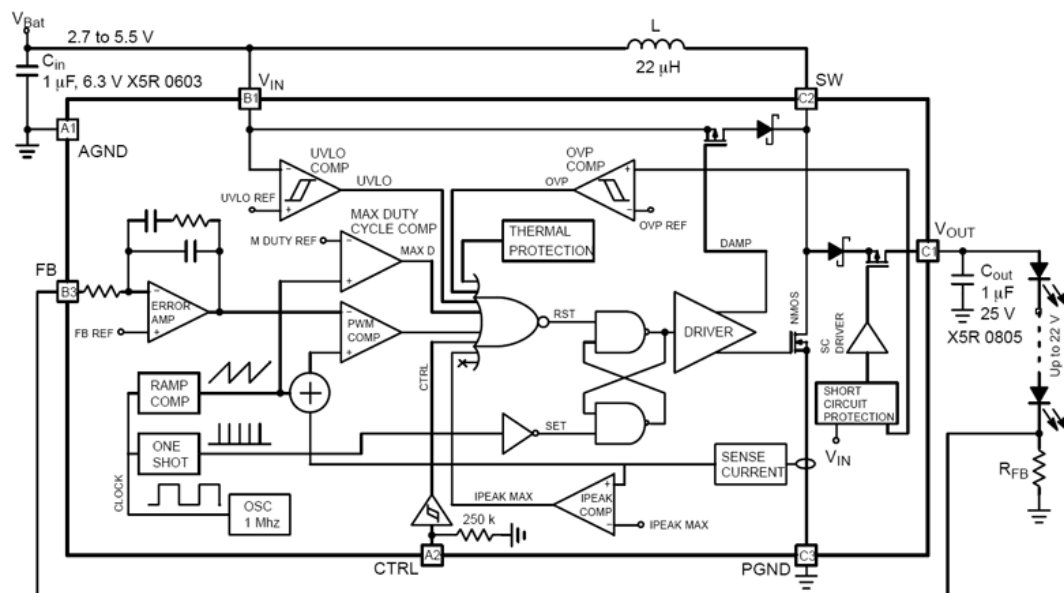 VBat
2.7 to 5.5 V
L
22 μH
Cin
1 μF, 6.3 V X5R 0603
VIN
SW
B1
C2
A1
AGND
UVLO
COMP
UVLO
UVLO REF
OVP
COMP
OVP
OVP REF
MAX DUTY
CYCLE COMP
M DUTY REF
MAX D
THERMAL
PROTECTION
DAMP
VOUT
C1
Cout
1 μF
25 V
X5R 0805
Up to 22 V
FB
B3
ERROR
AMP
FB REF
PWM
COMP
RST
DRIVER
NMOS
SC
DRIVER
CTRL
RAMP
COMP
SHORT
CIRCUIT
PROTECTION
ONE
SHOT
SET
SENSE
CURRENT
VIN
RFB
CLOCK
OSC
1 Mhz
IPEAK MAX
IPEAK
COMP
IPEAK MAX
250 k
A2
CTRL
C3
PGND